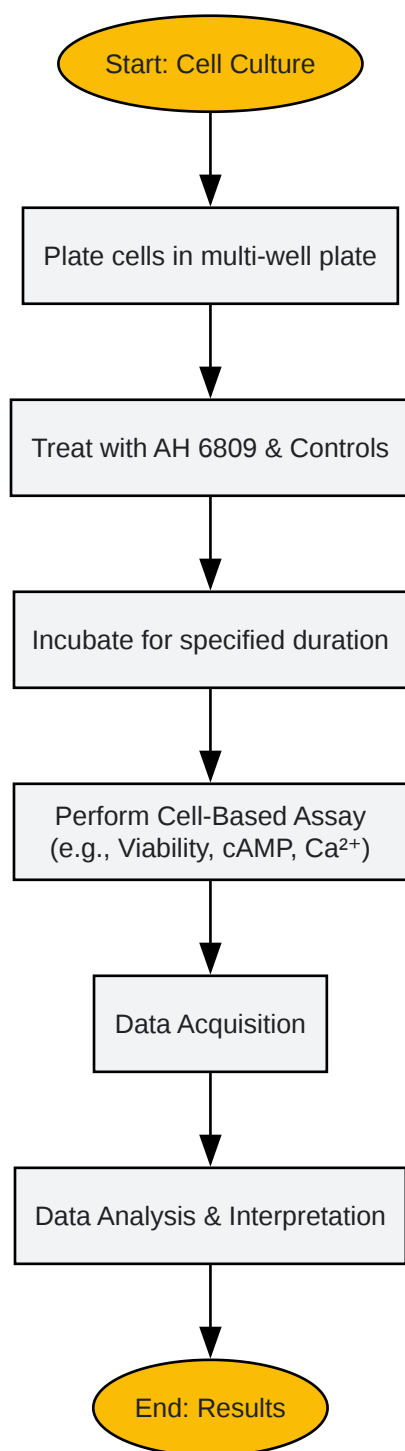 Start: Cell Culture
Plate cells in multi-well plate
Treat with AH 6809 & Controls
Incubate for specified duration
Perform Cell-Based Assay
(e.g., Viability, cAMP, Ca²⁺)
Data Acquisition
Data Analysis & Interpretation
End: Results